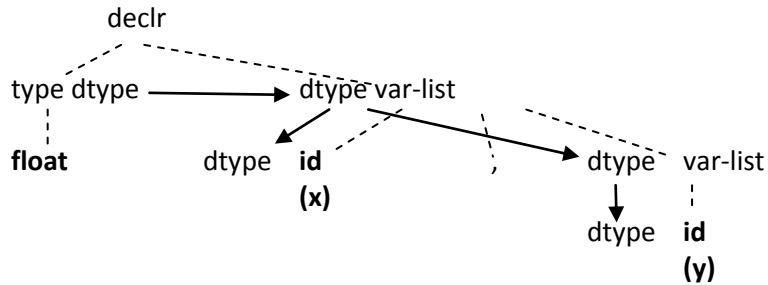 declr
type dtype dtype var-list
float dtype id , dtype var-list
(x)
dtype id
(y)